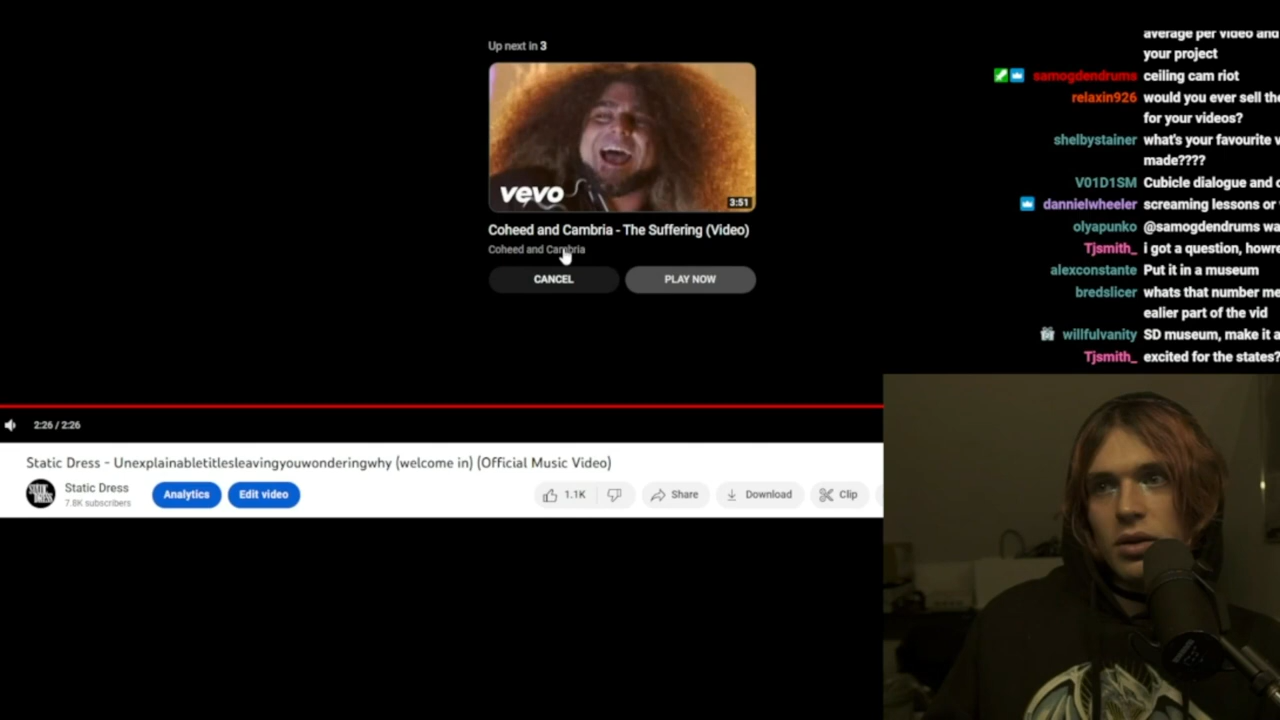 Up next in 3
vevo
3:51
Coheed and Cambria - The Suffering (Video)
Coheed and Cambria
CANCEL
PLAY NOW
2:26 / 2:26
Static Dress - Unexplainabletitlesleavingyouwonderingwhy (welcome in) (Official Music Video)
STATIC DRESS
Static Dress
7.8K subscribers
Analytics
Edit video
1.1K
Share
Download
Clip
average per video and
your project
samogdendrums ceiling cam riot
relaxin926 would you ever sell the
for your videos?
shelbystainer what's your favourite v
made????
V01D1SM Cubicle dialogue and c
dannielwheeler screaming lessons or
olyapunko @samogdendrums wa
Tjsmith_ i got a question, howre
alexconstante Put it in a museum
bredslicer whats that number me
ealier part of the vid
willfulvanity SD museum, make it a
Tjsmith_ excited for the states?